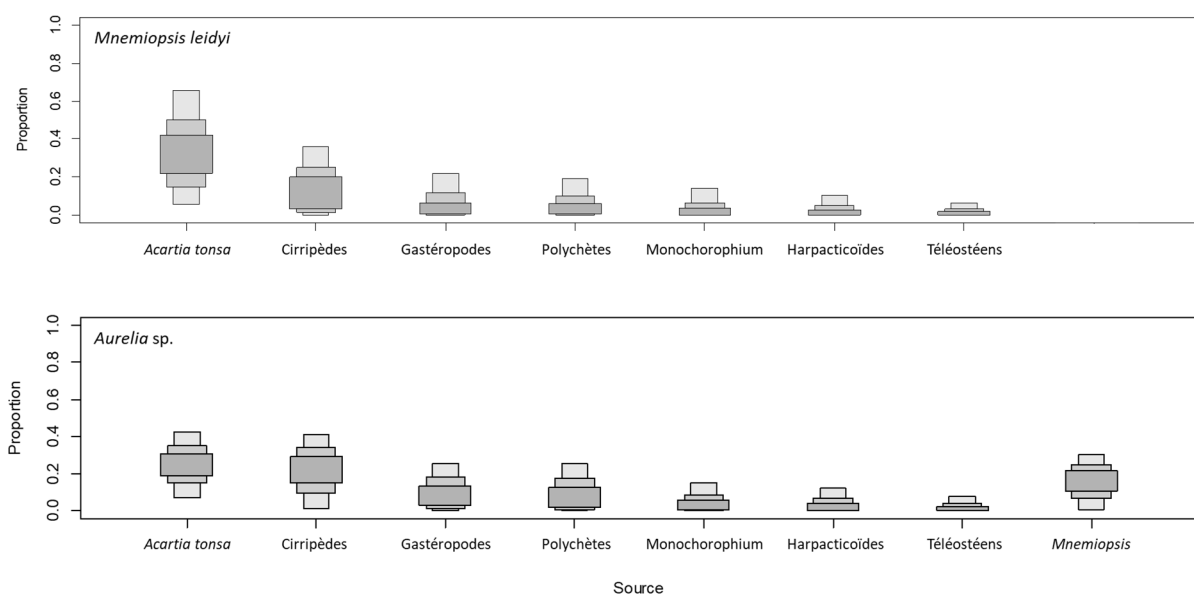 Mnemiopsis leidyi
Proportion
1.0
0.8
0.6
0.4
0.2
0.0
Acartia tonsa Cirripèdes Gastéropodes Polychètes Monochorophium Harpacticoïdes Téléostéens
Aurelia sp.
Proportion
1.0
0.8
0.6
0.4
0.2
0.0
Acartia tonsa Cirripèdes Gastéropodes Polychètes Monochorophium Harpacticoïdes Téléostéens Mnemiopsis
Source